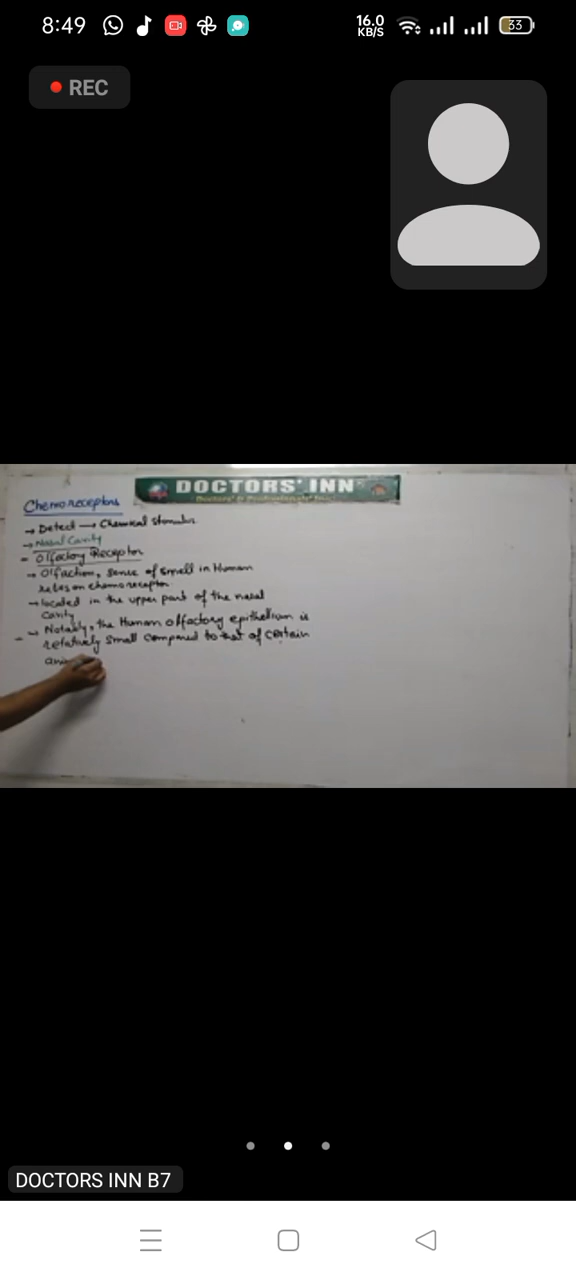 8:49
16.0
KB/S
33
REC
DOCTORS' INN
Chemoreceptors
→ Detect → Chemical stimulus
→ Nasal Cavity
- Olfactory Receptor
→ Olfaction, sense of smell in Human
relies on chemoreceptor.
→ located in the upper part of the nasal
cavity
- → Notably, the Human olfactory epithelium is
relatively small compared to that of certain
ani
DOCTORS INN B7